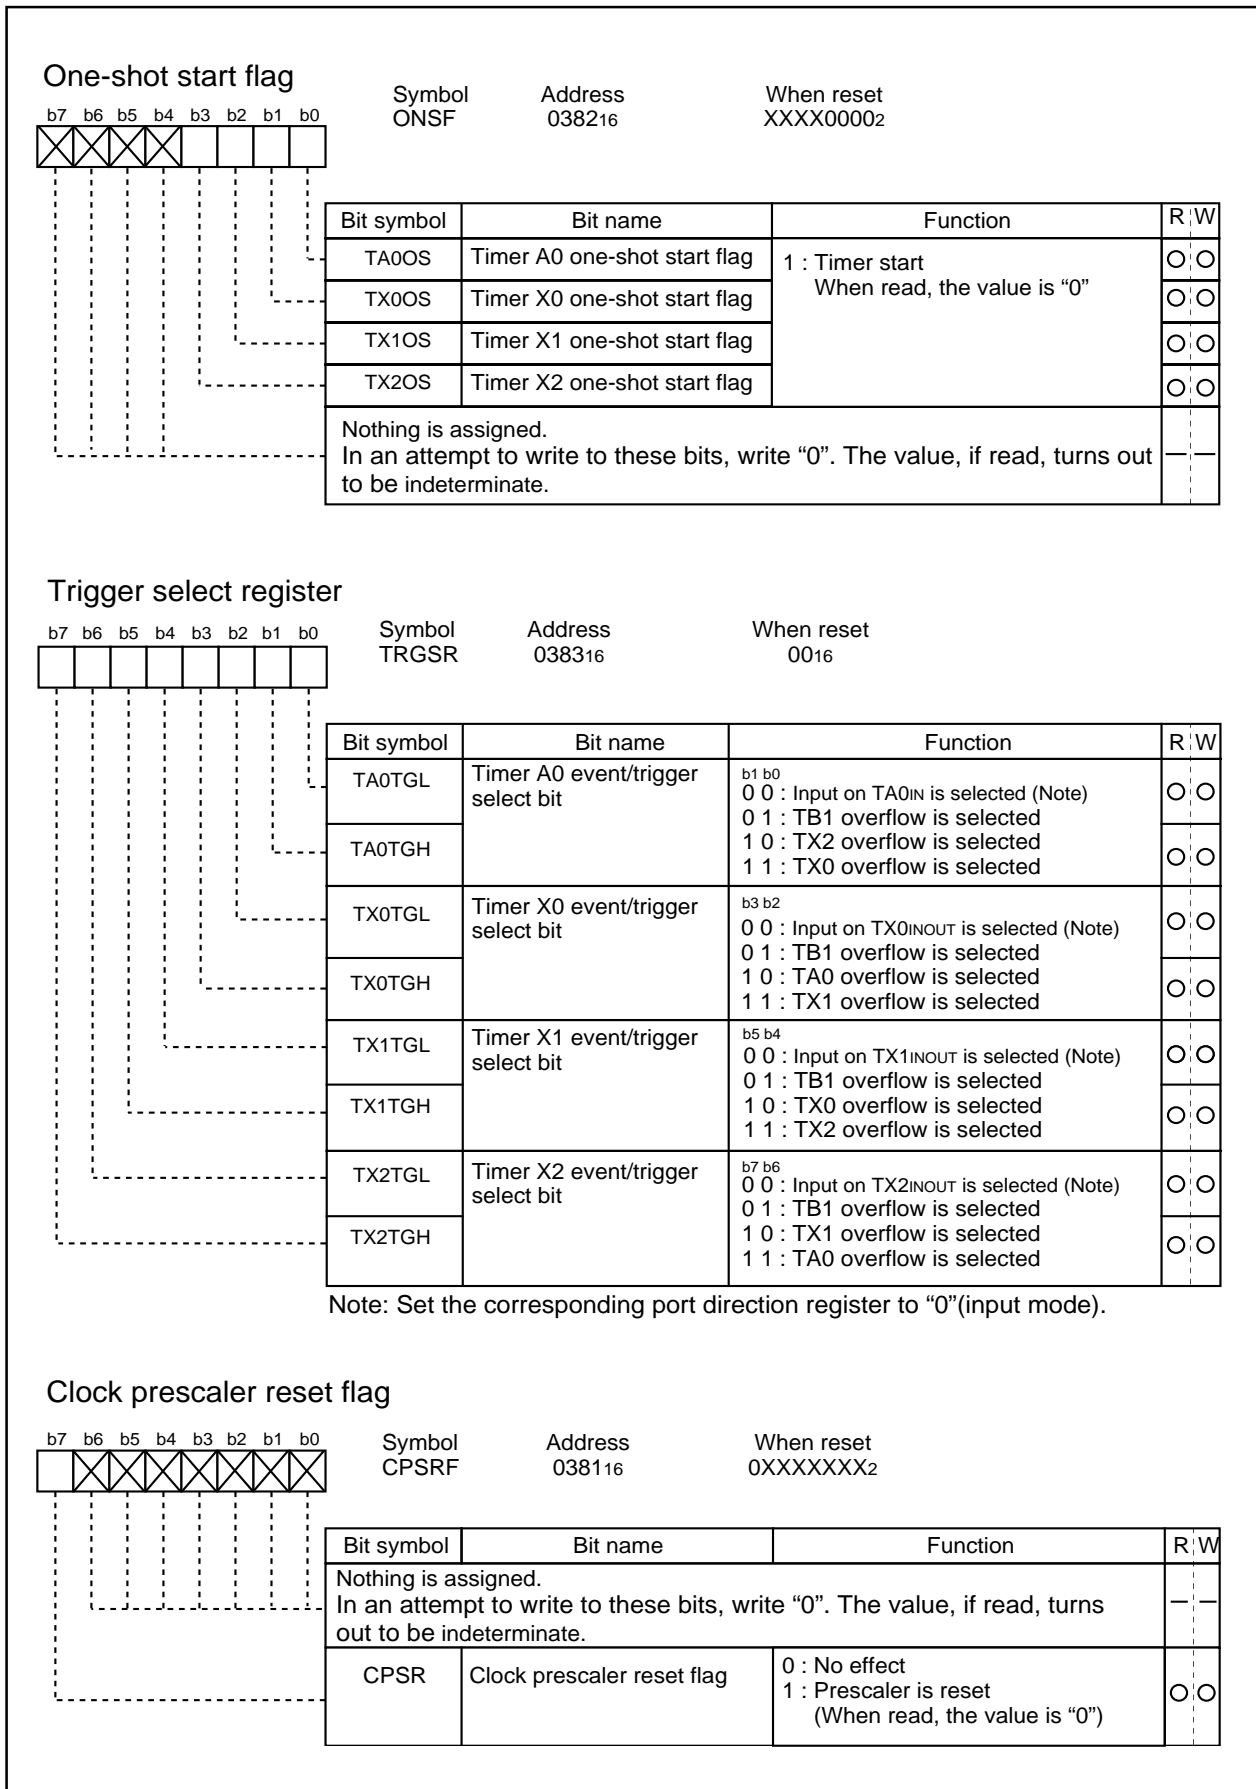 One-shot start flag
Symbol Address When reset
ONSF 038216 XXXX00002
b7 b6 b5 b4 b3 b2 b1 b0
Bit symbol Bit name Function R W
TA0OS Timer A0 one-shot start flag 1 : Timer start
When read, the value is “0”
TX0OS Timer X0 one-shot start flag
TX1OS Timer X1 one-shot start flag
TX2OS Timer X2 one-shot start flag
Nothing is assigned.
In an attempt to write to these bits, write “0”. The value, if read, turns out
to be indeterminate.
Trigger select register
b7 b6 b5 b4 b3 b2 b1 b0
Symbol Address When reset
TRGSR 038316 0016
Bit symbol Bit name Function R W
TA0TGL Timer A0 event/trigger
select bit
b1 b0
0 0 : Input on TA0IN is selected (Note)
0 1 : TB1 overflow is selected
TA0TGH 1 0 : TX2 overflow is selected
1 1 : TX0 overflow is selected
TX0TGL Timer X0 event/trigger
select bit
b3 b2
0 0 : Input on TX0INOUT is selected (Note)
0 1 : TB1 overflow is selected
TX0TGH 1 0 : TA0 overflow is selected
1 1 : TX1 overflow is selected
TX1TGL Timer X1 event/trigger
select bit
b5 b4
0 0 : Input on TX1INOUT is selected (Note)
0 1 : TB1 overflow is selected
TX1TGH 1 0 : TX0 overflow is selected
1 1 : TX2 overflow is selected
TX2TGL Timer X2 event/trigger
select bit
b7 b6
0 0 : Input on TX2INOUT is selected (Note)
0 1 : TB1 overflow is selected
TX2TGH 1 0 : TX1 overflow is selected
1 1 : TA0 overflow is selected
Note: Set the corresponding port direction register to “0”(input mode).
Clock prescaler reset flag
b7 b6 b5 b4 b3 b2 b1 b0
Symbol Address When reset
CPSRF 038116 0XXXXXXX2
Bit symbol Bit name Function R W
Nothing is assigned.
In an attempt to write to these bits, write “0”. The value, if read, turns
out to be indeterminate.
CPSR Clock prescaler reset flag 0 : No effect
1 : Prescaler is reset
(When read, the value is “0”)